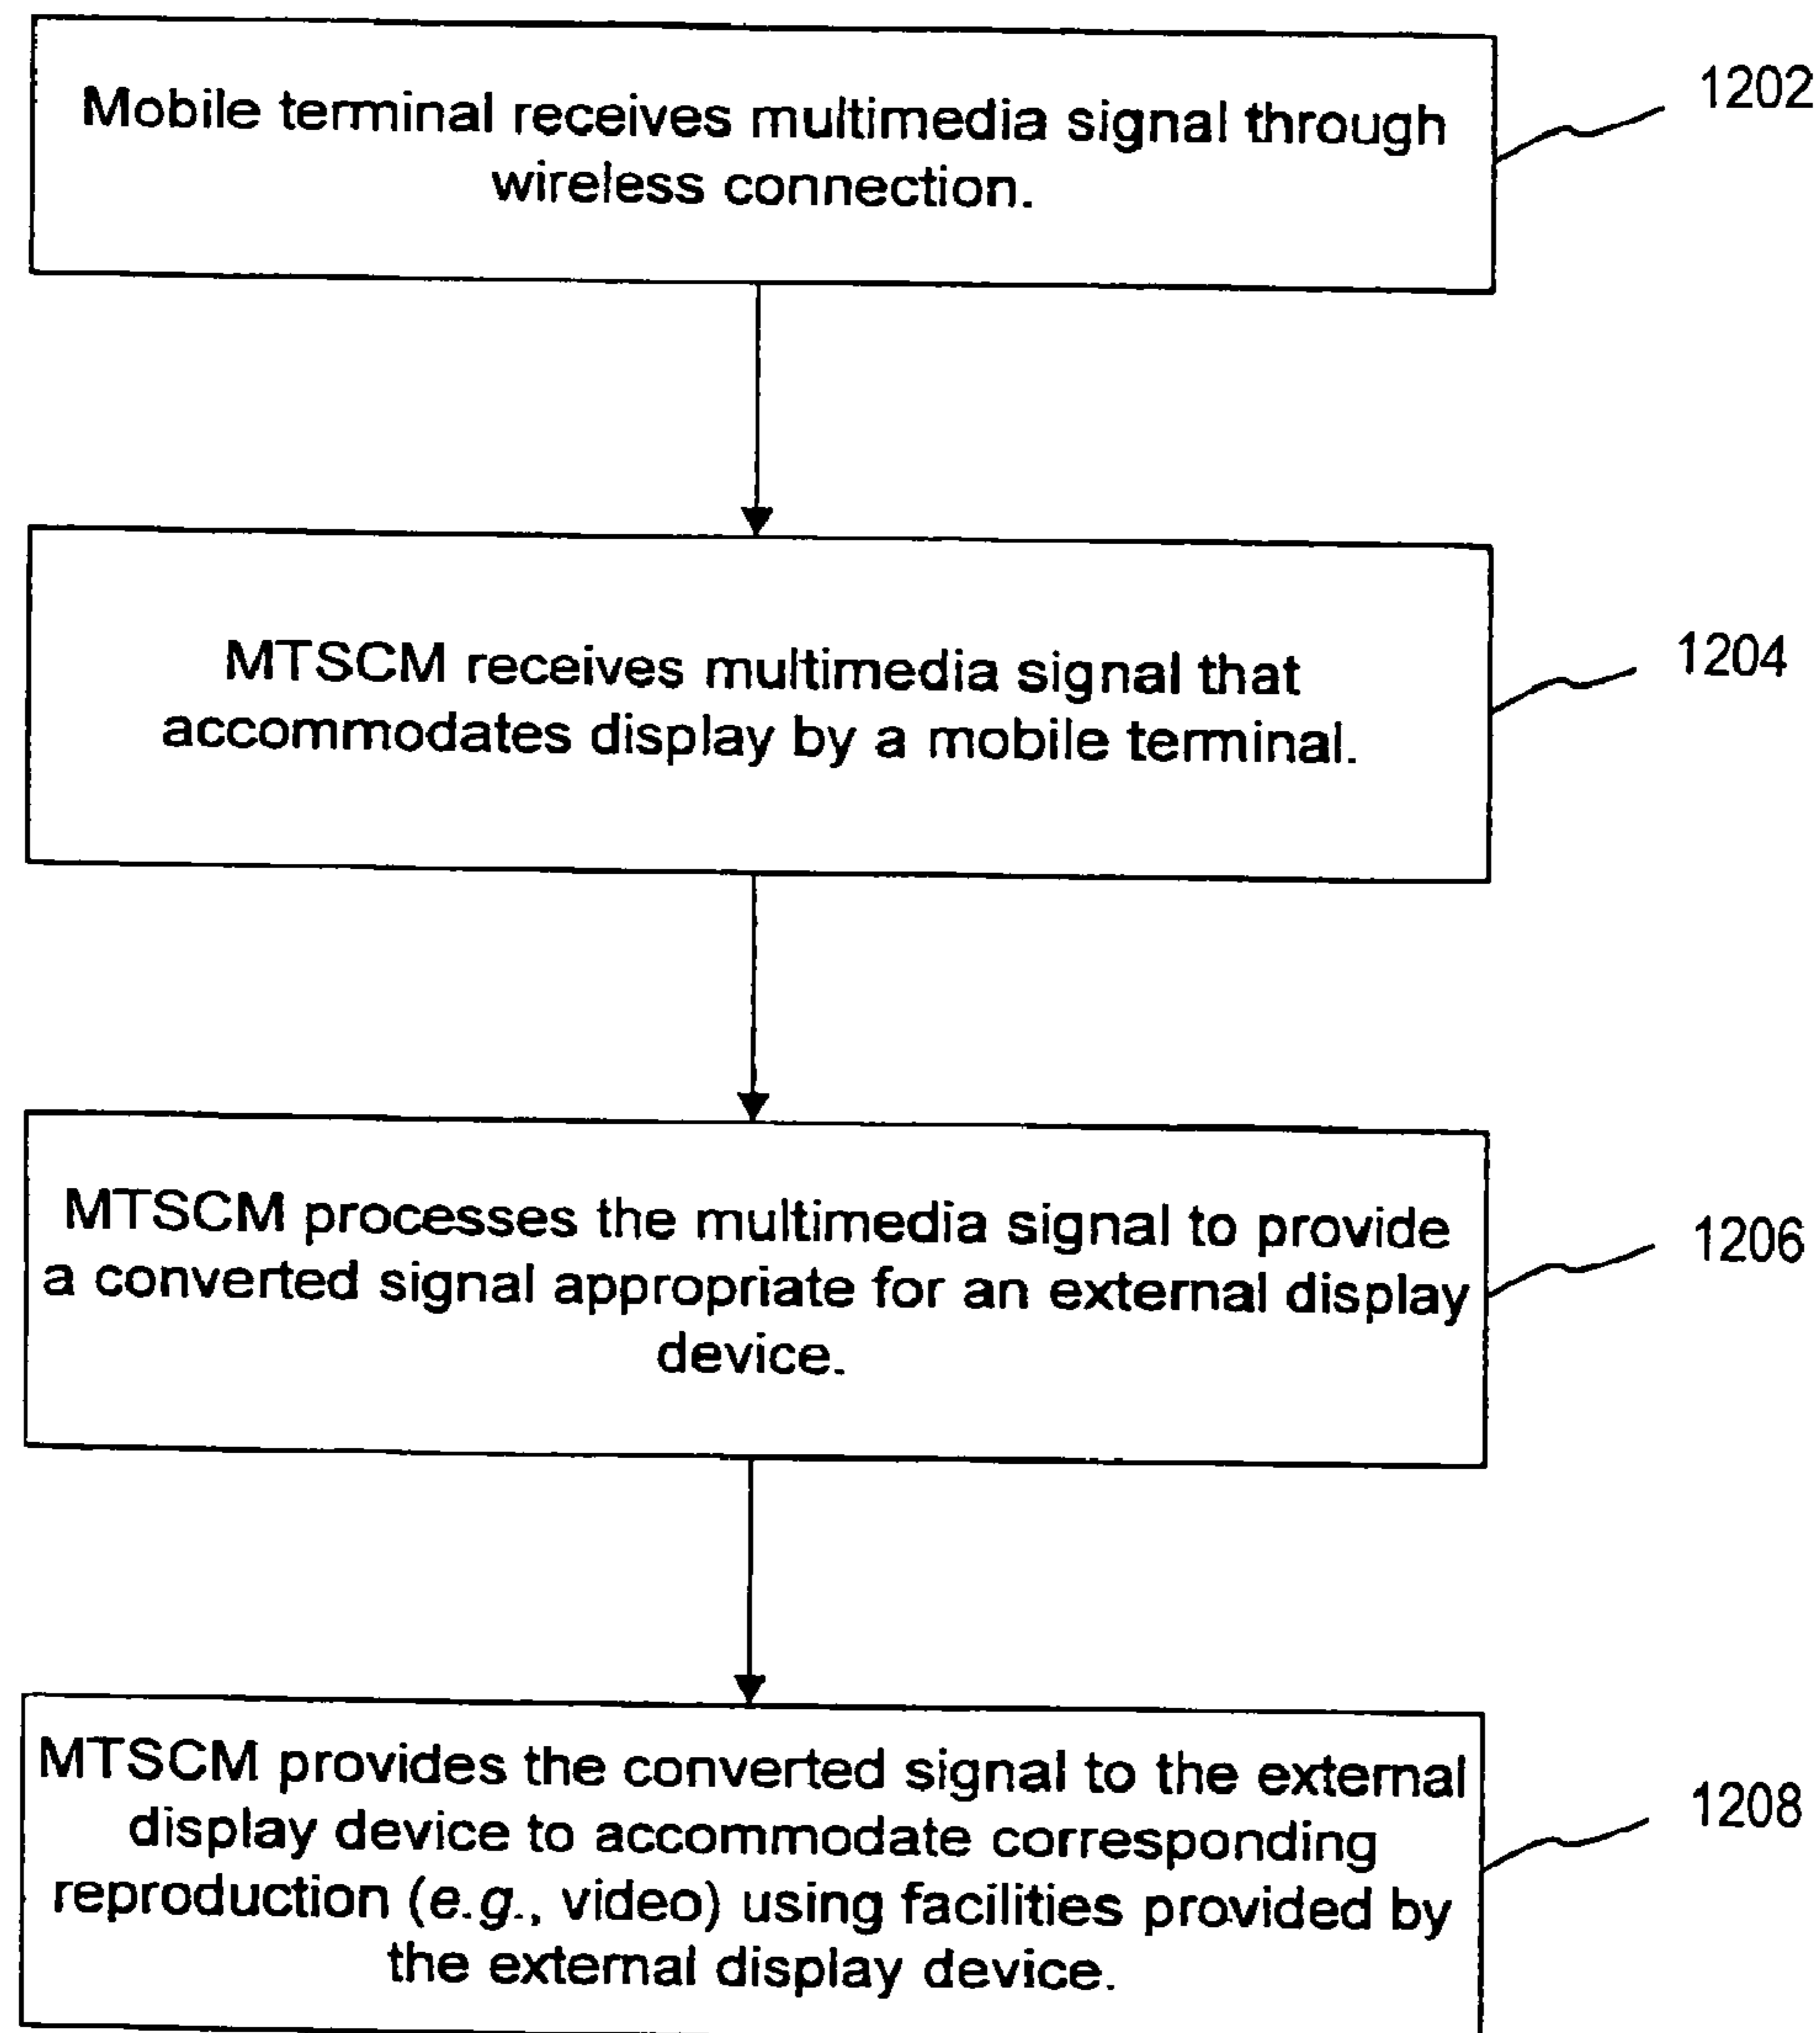 Mobile terminal receives multimedia signal through
wireless connection.
1202
MTSCM receives multimedia signal that
accommodates display by a mobile terminal.
1204
MTSCM processes the multimedia signal to provide
a converted signal appropriate for an external display
device.
1206
MTSCM provides the converted signal to the external
display device to accommodate corresponding
reproduction (e.g., video) using facilities provided by
the external display device.
1208